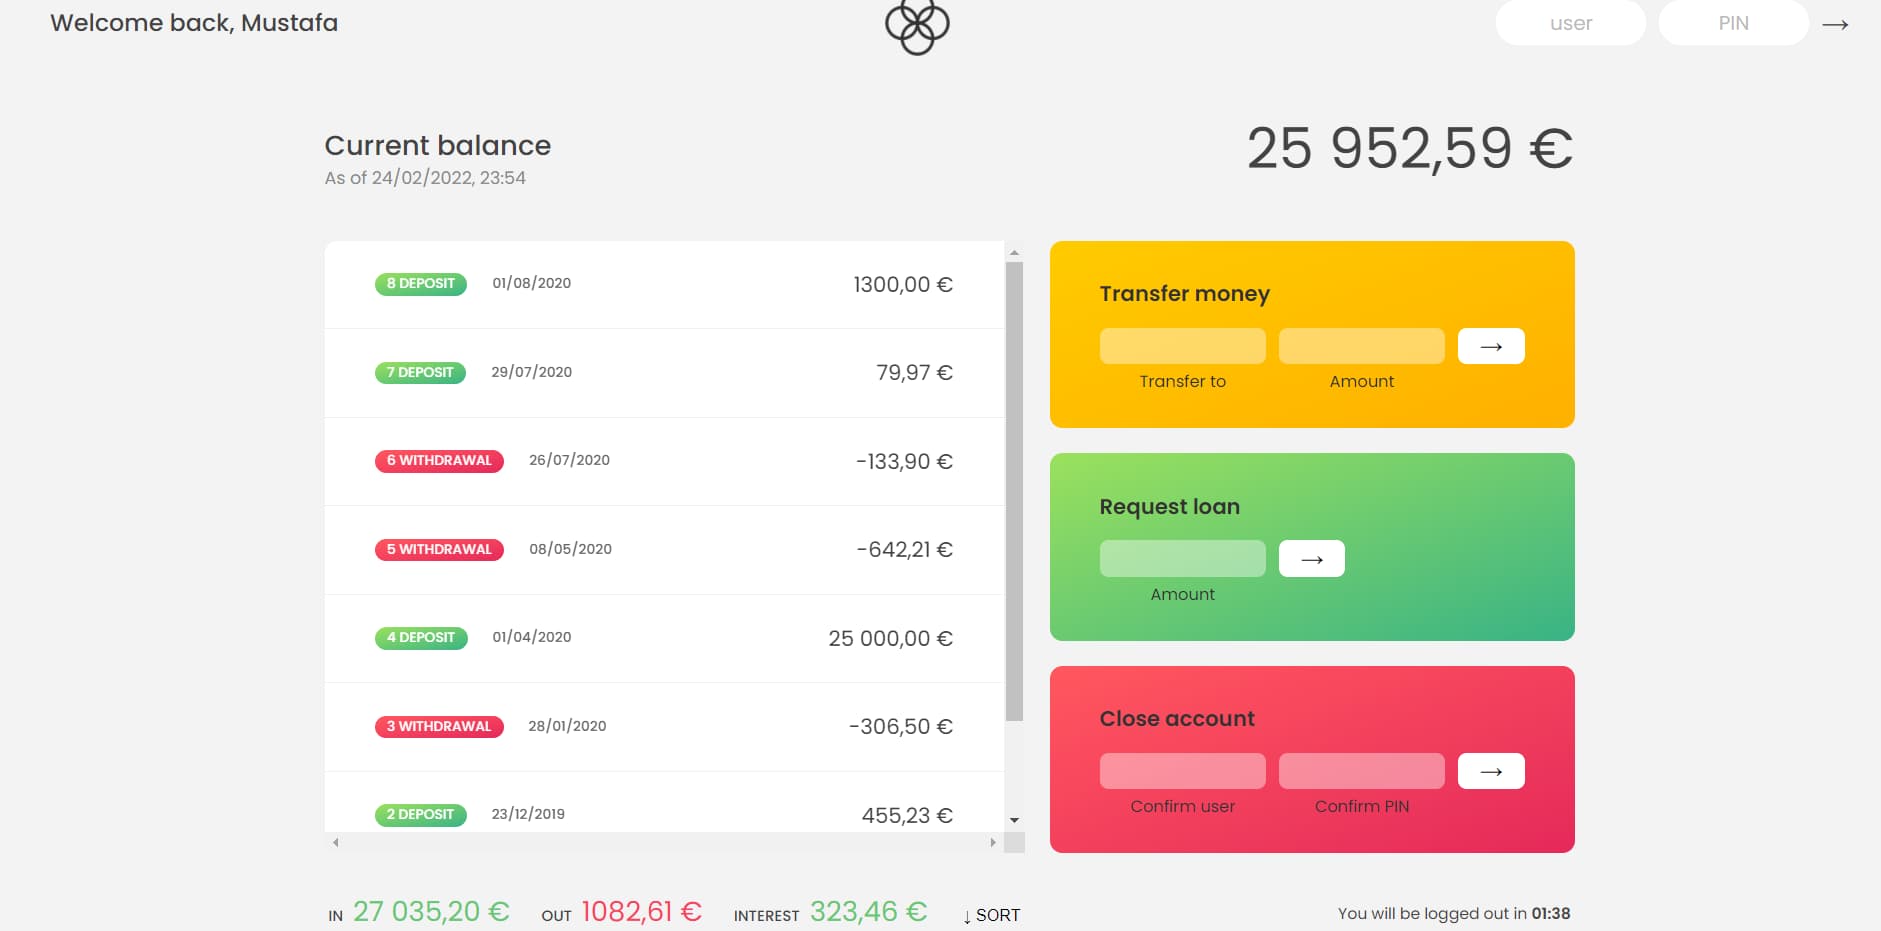 Welcome back, Mustafa
user
PIN
→
Current balance
As of 24/02/2022, 23:54
25 952,59 €
8 DEPOSIT 01/08/2020 1300,00 €
7 DEPOSIT 29/07/2020 79,97 €
6 WITHDRAWAL 26/07/2020 -133,90 €
5 WITHDRAWAL 08/05/2020 -642,21 €
4 DEPOSIT 01/04/2020 25 000,00 €
3 WITHDRAWAL 28/01/2020 -306,50 €
2 DEPOSIT 23/12/2019 455,23 €
Transfer money
→
Transfer to Amount
Request loan
→
Amount
Close account
→
Confirm user Confirm PIN
IN 27 035,20 € OUT 1082,61 € INTEREST 323,46 € ↓ SORT
You will be logged out in 01:38